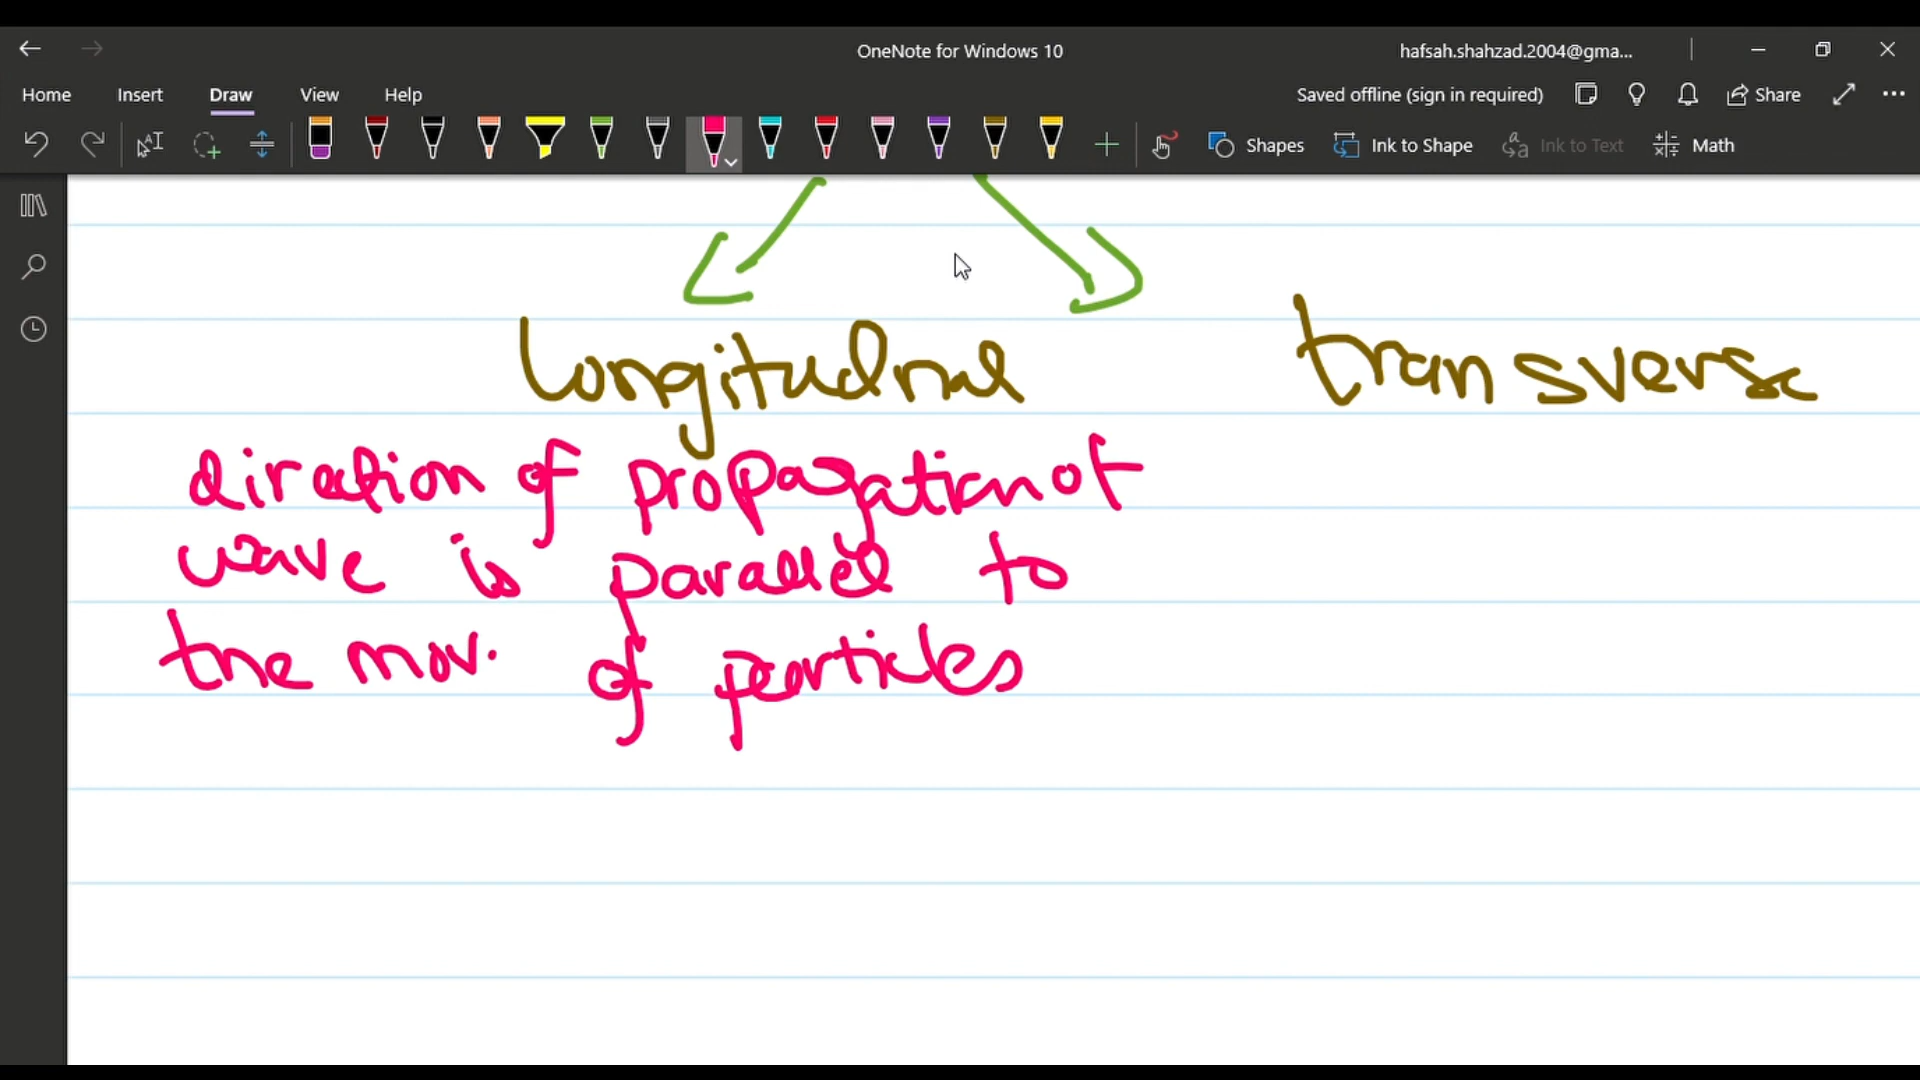 OneNote for Windows 10
hafsah.shahzad.2004@gma...
Home Insert Draw View Help
Saved offline (sign in required)
Share
Shapes Ink to Shape Ink to Text Math
longitudnal transverse
direction of propagation of
wave is parallel to
the mov. of particles